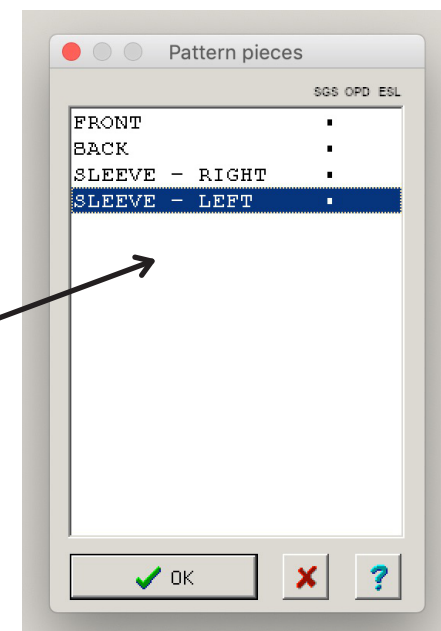 Pattern pieces
SGS OPD ESL
FRONT
BACK
SLEEVE - RIGHT
SLEEVE - LEFT
OK
?